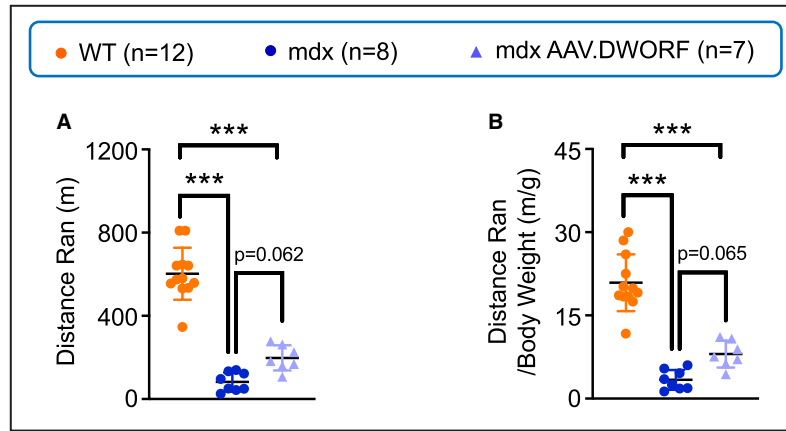 WT (n=12) mdx (n=8) mdx AAV.DWORF (n=7)
A
Distance Ran (m)
1200
800
400
0
***
***
p=0.062
B
Distance Ran
/Body Weight (m/g)
45
30
15
0
***
***
p=0.065